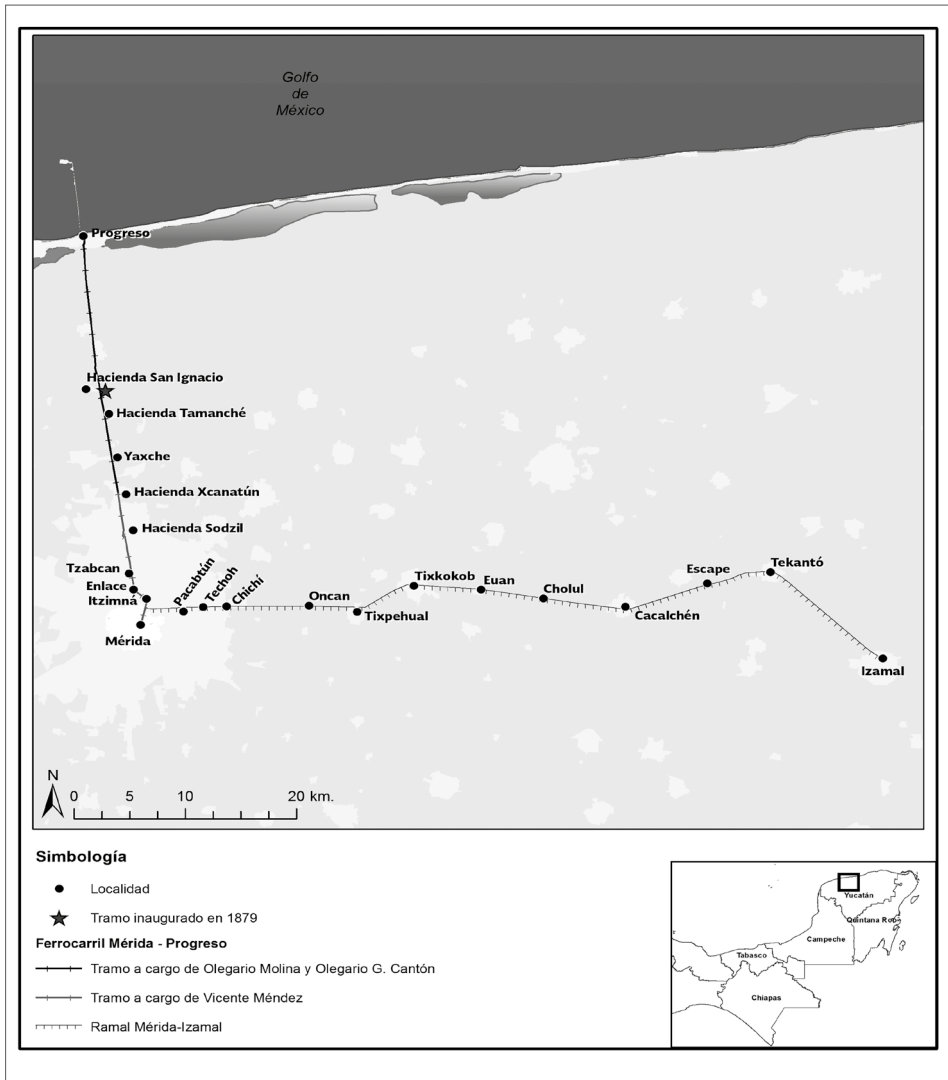 Golfo
de
México
Progreso
Hacienda San Ignacio
Hacienda Tamanché
Yaxche
Hacienda Xcanatún
Hacienda Sodzil
Tzabcan
Enlace
Itzimná
Mérida
Pacabtún
Techoh
Chichí
Oncan
Tixpehual
Tixkokob
Euan
Cholul
Cacalchén
Escape
Tekantó
Izamal
N
0 5 10 20 km.
Simbología
Localidad
Tramo inaugurado en 1879
Ferrocarril Mérida - Progreso
Tramo a cargo de Olegario Molina y Olegario G. Cantón
Tramo a cargo de Vicente Méndez
Ramal Mérida-Izamal
Yucatán
Quintana Roo
Campeche
Tabasco
Chiapas